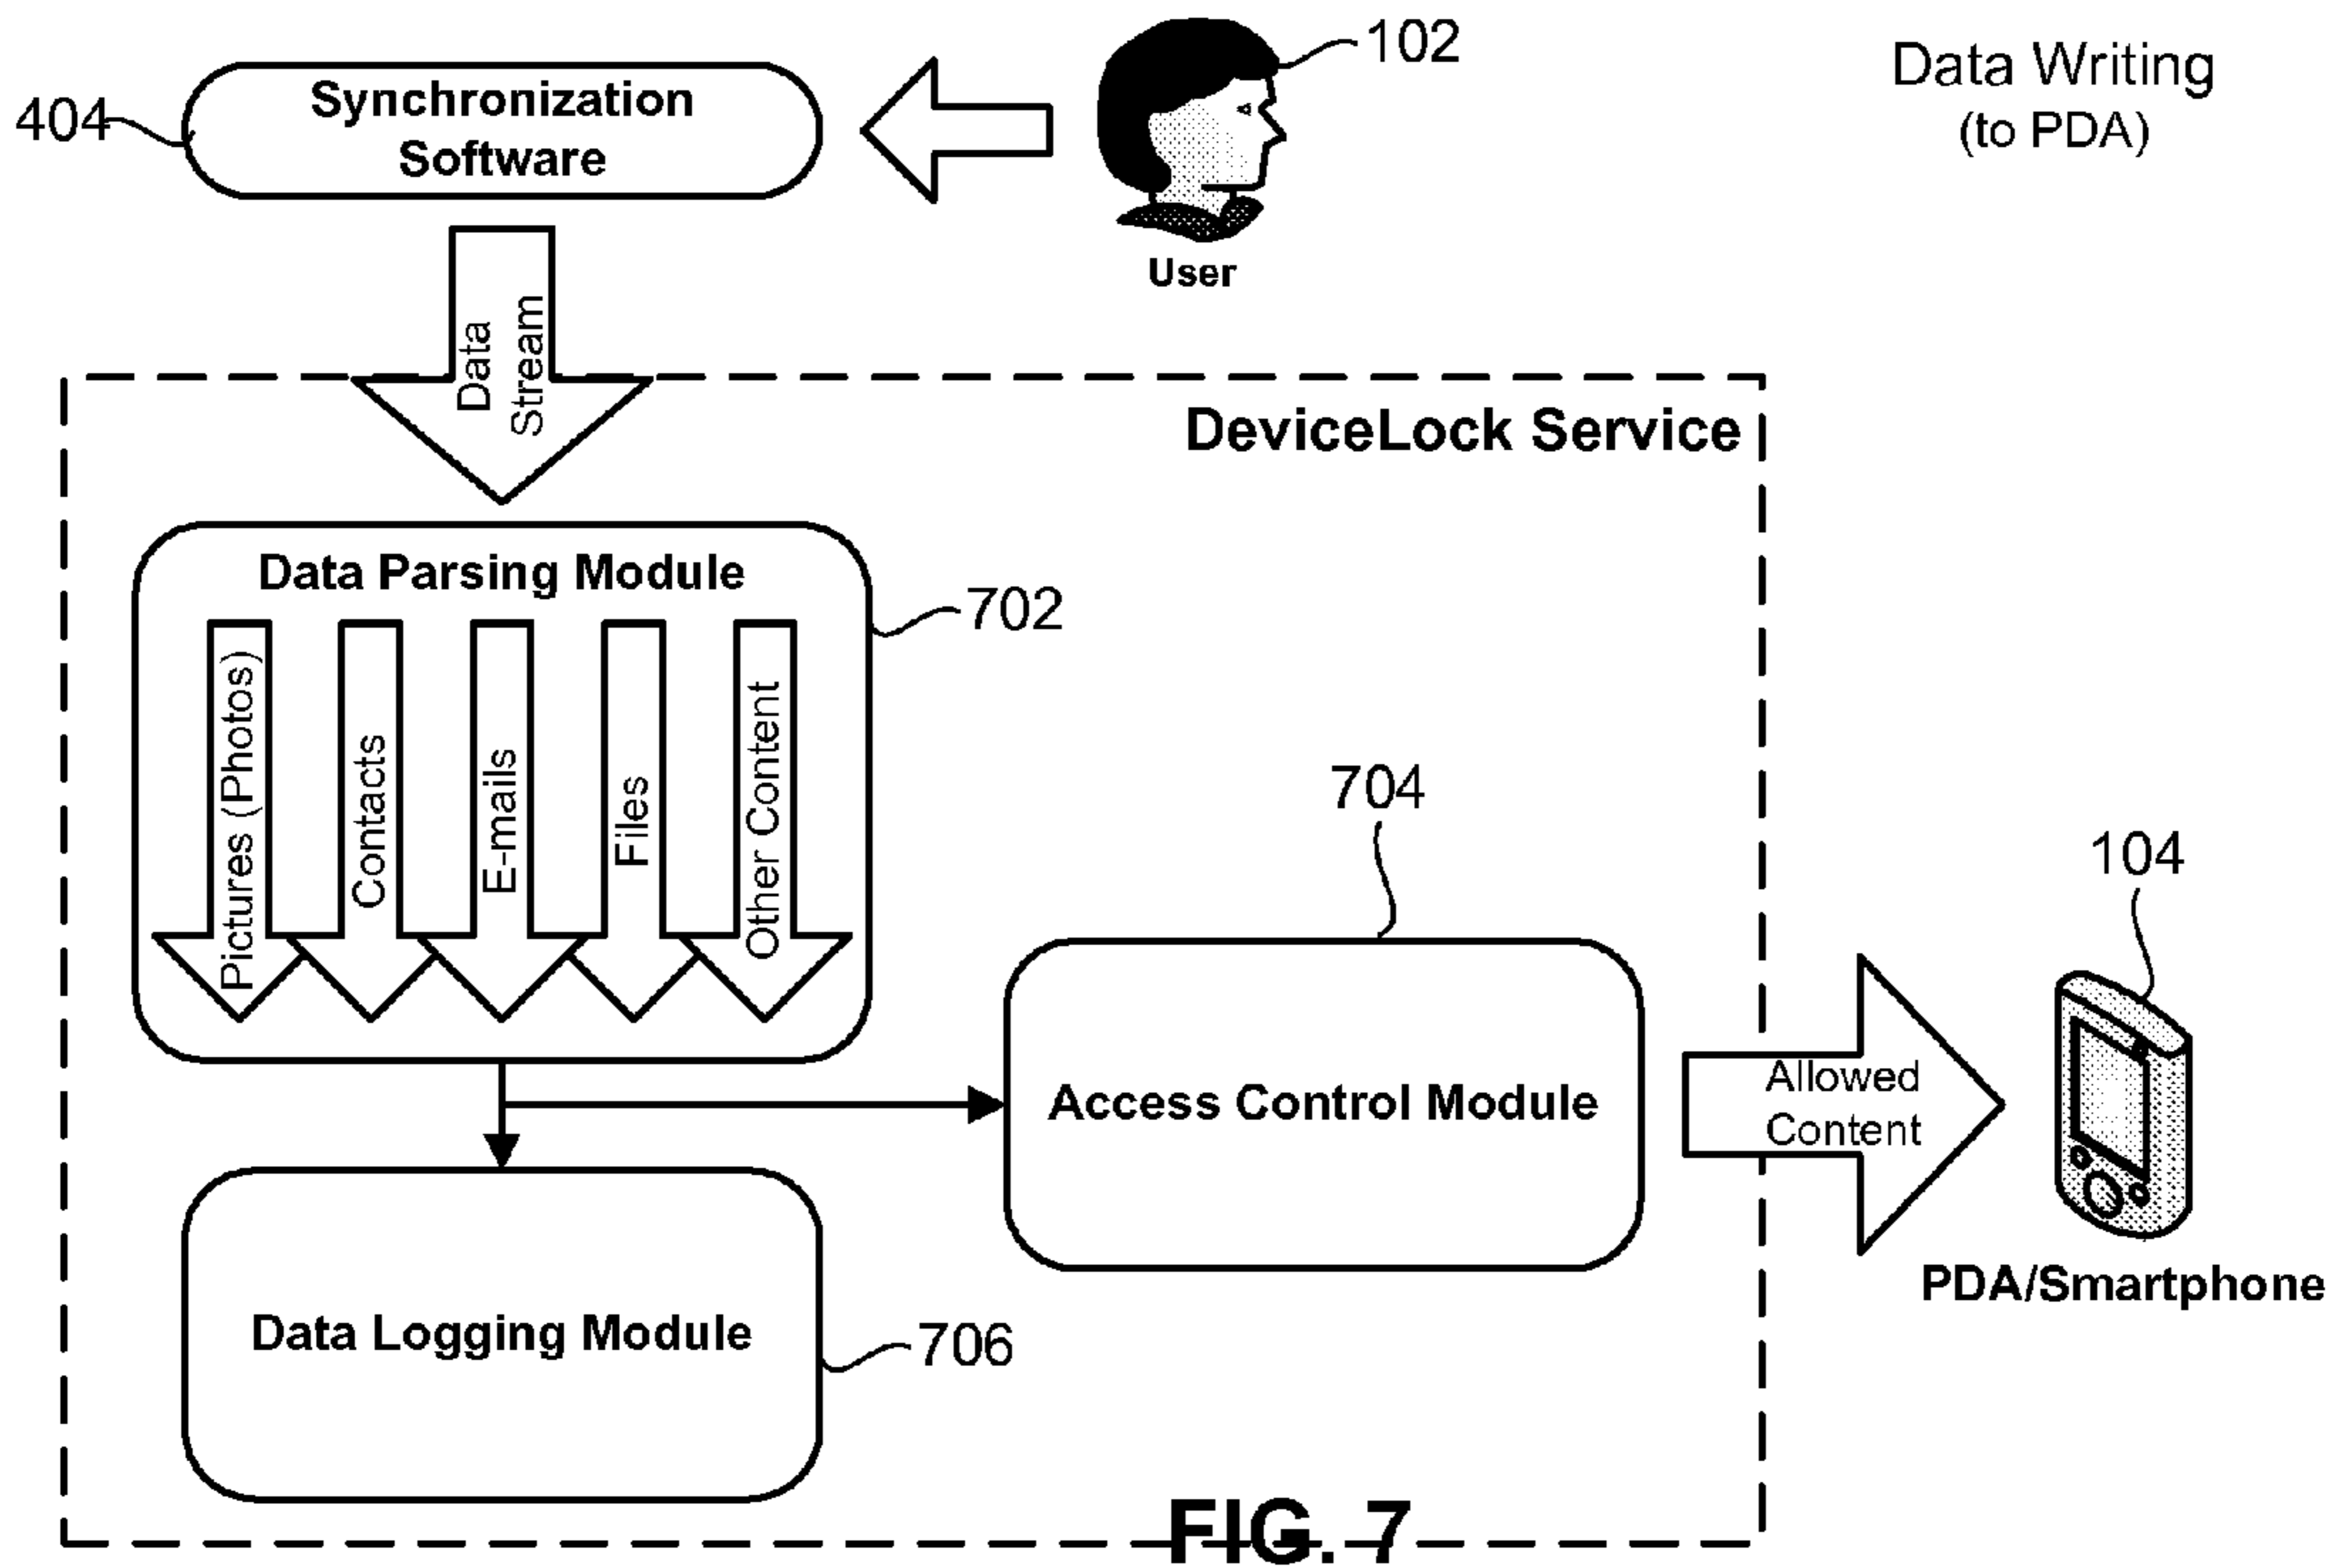 102
Data Writing
(to PDA)
404
Synchronization
Software
User
Data
Stream
DeviceLock Service
Data Parsing Module
702
Pictures (Photos)
Contacts
E-mails
Files
Other Content
704
104
Access Control Module
Allowed
Content
PDA/Smartphone
Data Logging Module
706
FIG. 7